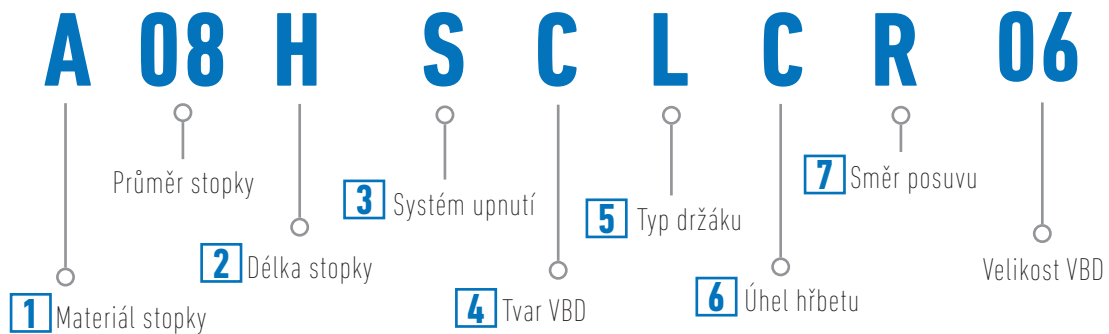 A 08 H S C L C R 06
Průměr stopky
7 Směr posuvu
3 Systém upnutí
5 Typ držáku
2 Délka stopky
Velikost VBD
6 Úhel hřbetu
4 Tvar VBD
1 Materiál stopky